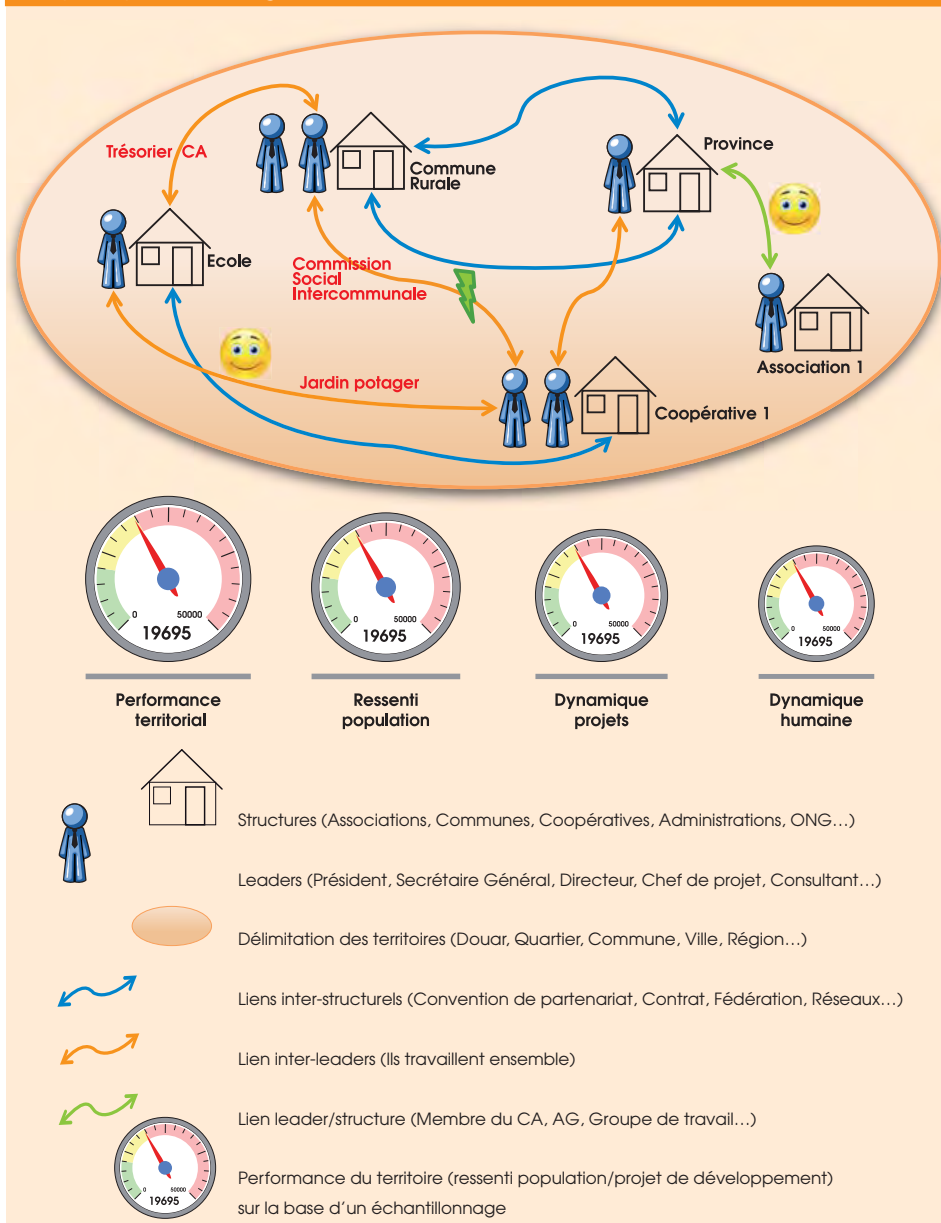 Trésorier CA
Commune
Rurale
Province
Ecole
Commission
Social
Intercommunale
Jardin potager
Association 1
Coopérative 1
0 50000
19695
0 50000
19695
0 50000
19695
0 50000
19695
Performance
territorial
Ressenti
population
Dynamique
projets
Dynamique
humaine
Structures (Associations, Communes, Coopératives, Administrations, ONG...)
Leaders (Président, Secrétaire Général, Directeur, Chef de projet, Consultant...)
Délimitation des territoires (Douar, Quartier, Commune, Ville, Région...)
Liens inter-structurels (Convention de partenariat, Contrat, Fédération, Réseaux...)
Lien inter-leaders (Ils travaillent ensemble)
Lien leader/structure (Membre du CA, AG, Groupe de travail...)
0 50000
19695
Performance du territoire (ressenti population/projet de développement)
sur la base d'un échantillonnage